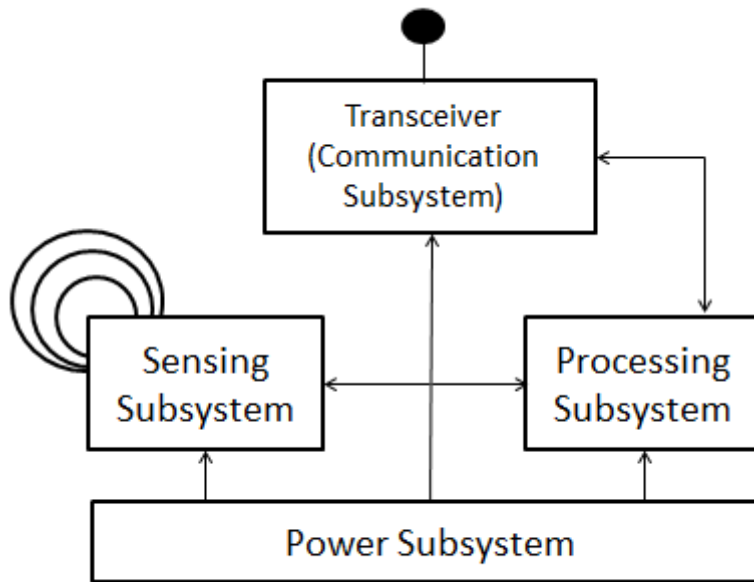 Transceiver
(Communication
Subsystem)
Sensing
Subsystem
Processing
Subsystem
Power Subsystem